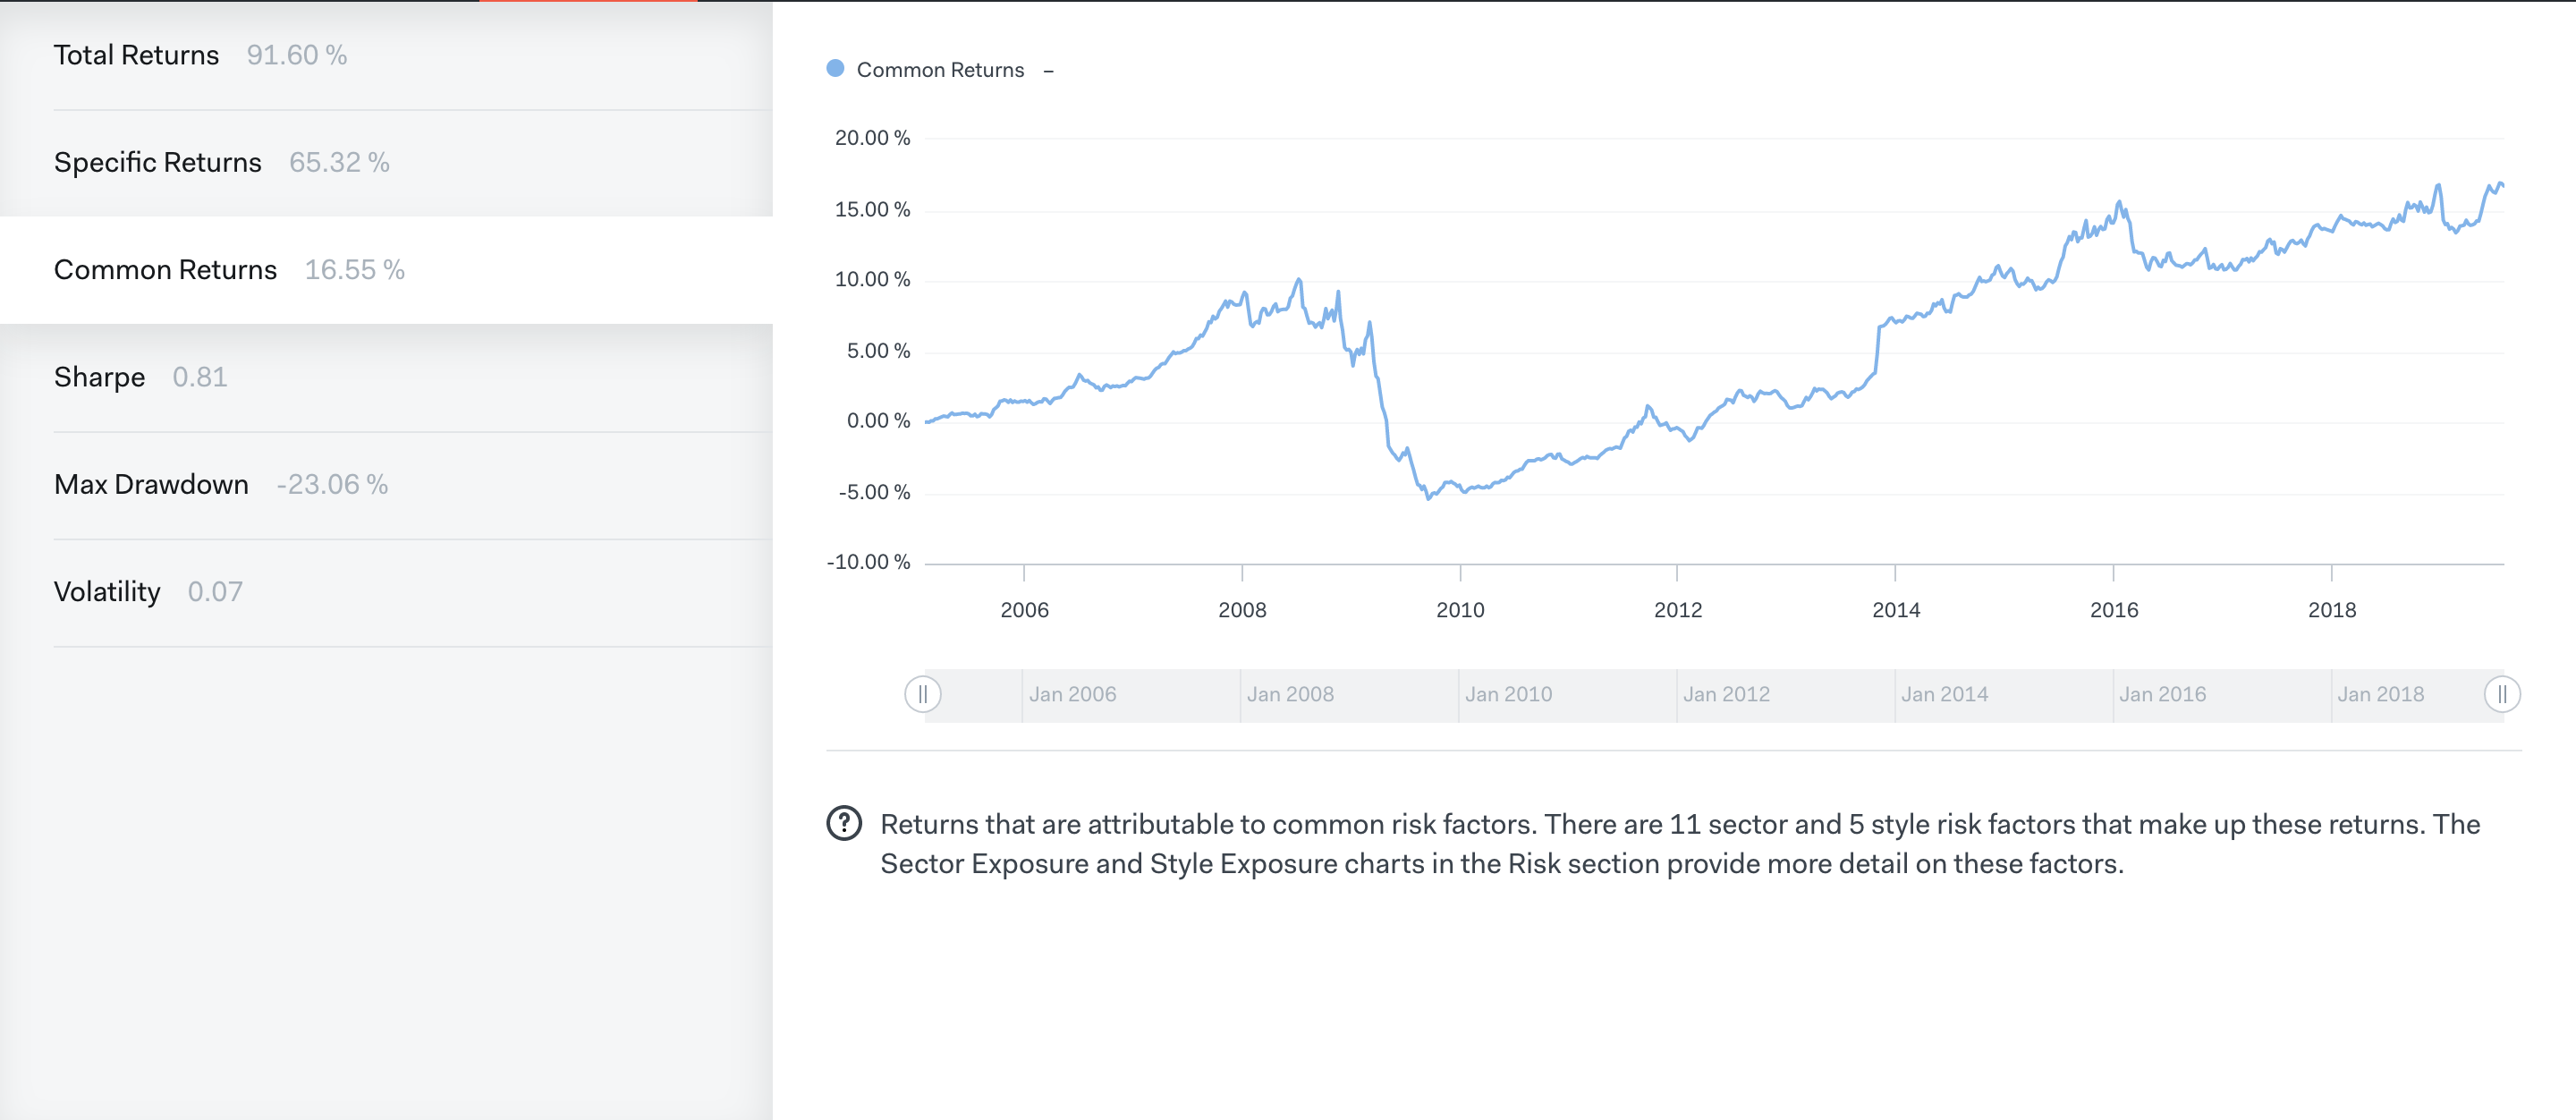 Total Returns 91.60 %
Specific Returns 65.32 %
Common Returns 16.55 %
Sharpe 0.81
Max Drawdown -23.06 %
Volatility 0.07
Common Returns –
20.00 %
15.00 %
10.00 %
5.00 %
0.00 %
-5.00 %
-10.00 %
2006 2008 2010 2012 2014 2016 2018
Jan 2006 Jan 2008 Jan 2010 Jan 2012 Jan 2014 Jan 2016 Jan 2018
Returns that are attributable to common risk factors. There are 11 sector and 5 style risk factors that make up these returns. The
Sector Exposure and Style Exposure charts in the Risk section provide more detail on these factors.